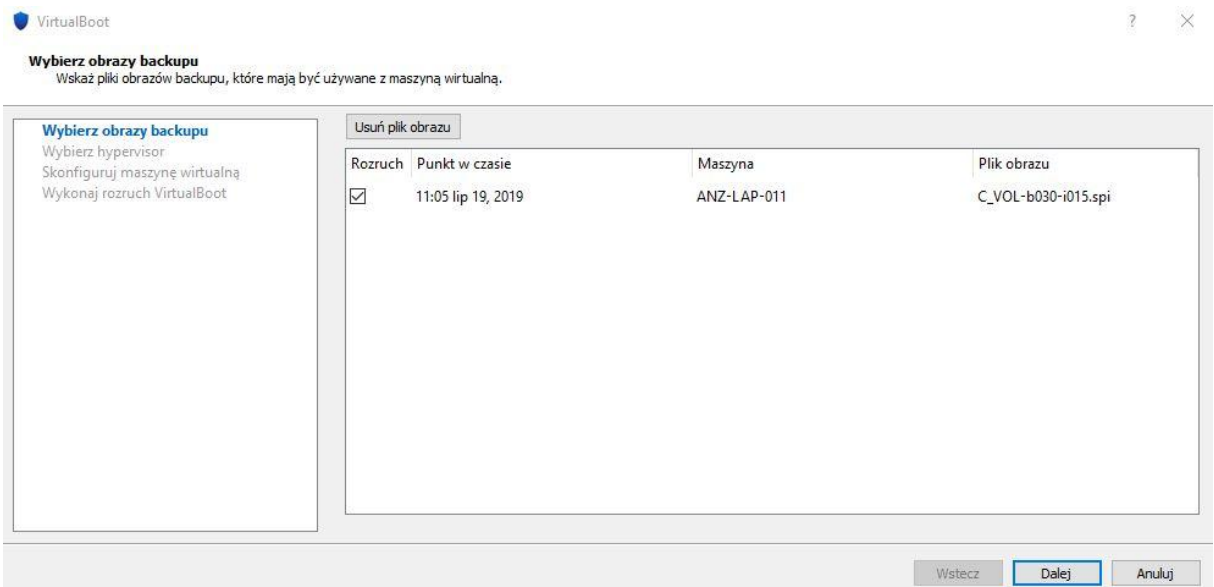 VirtualBoot
Wybierz obrazy backupu
Wskaż pliki obrazów backupu, które mają być używane z maszyną wirtualną.
Wybierz obrazy backupu
Wybierz hypervisor
Skonfiguruj maszynę wirtualną
Wykonaj rozruch VirtualBoot
Usuń plik obrazu
Rozruch Punkt w czasie Maszyna Plik obrazu
11:05 lip 19, 2019 ANZ-LAP-011 C_VOL-b030-i015.spi
Wstecz Dalej Anuluj